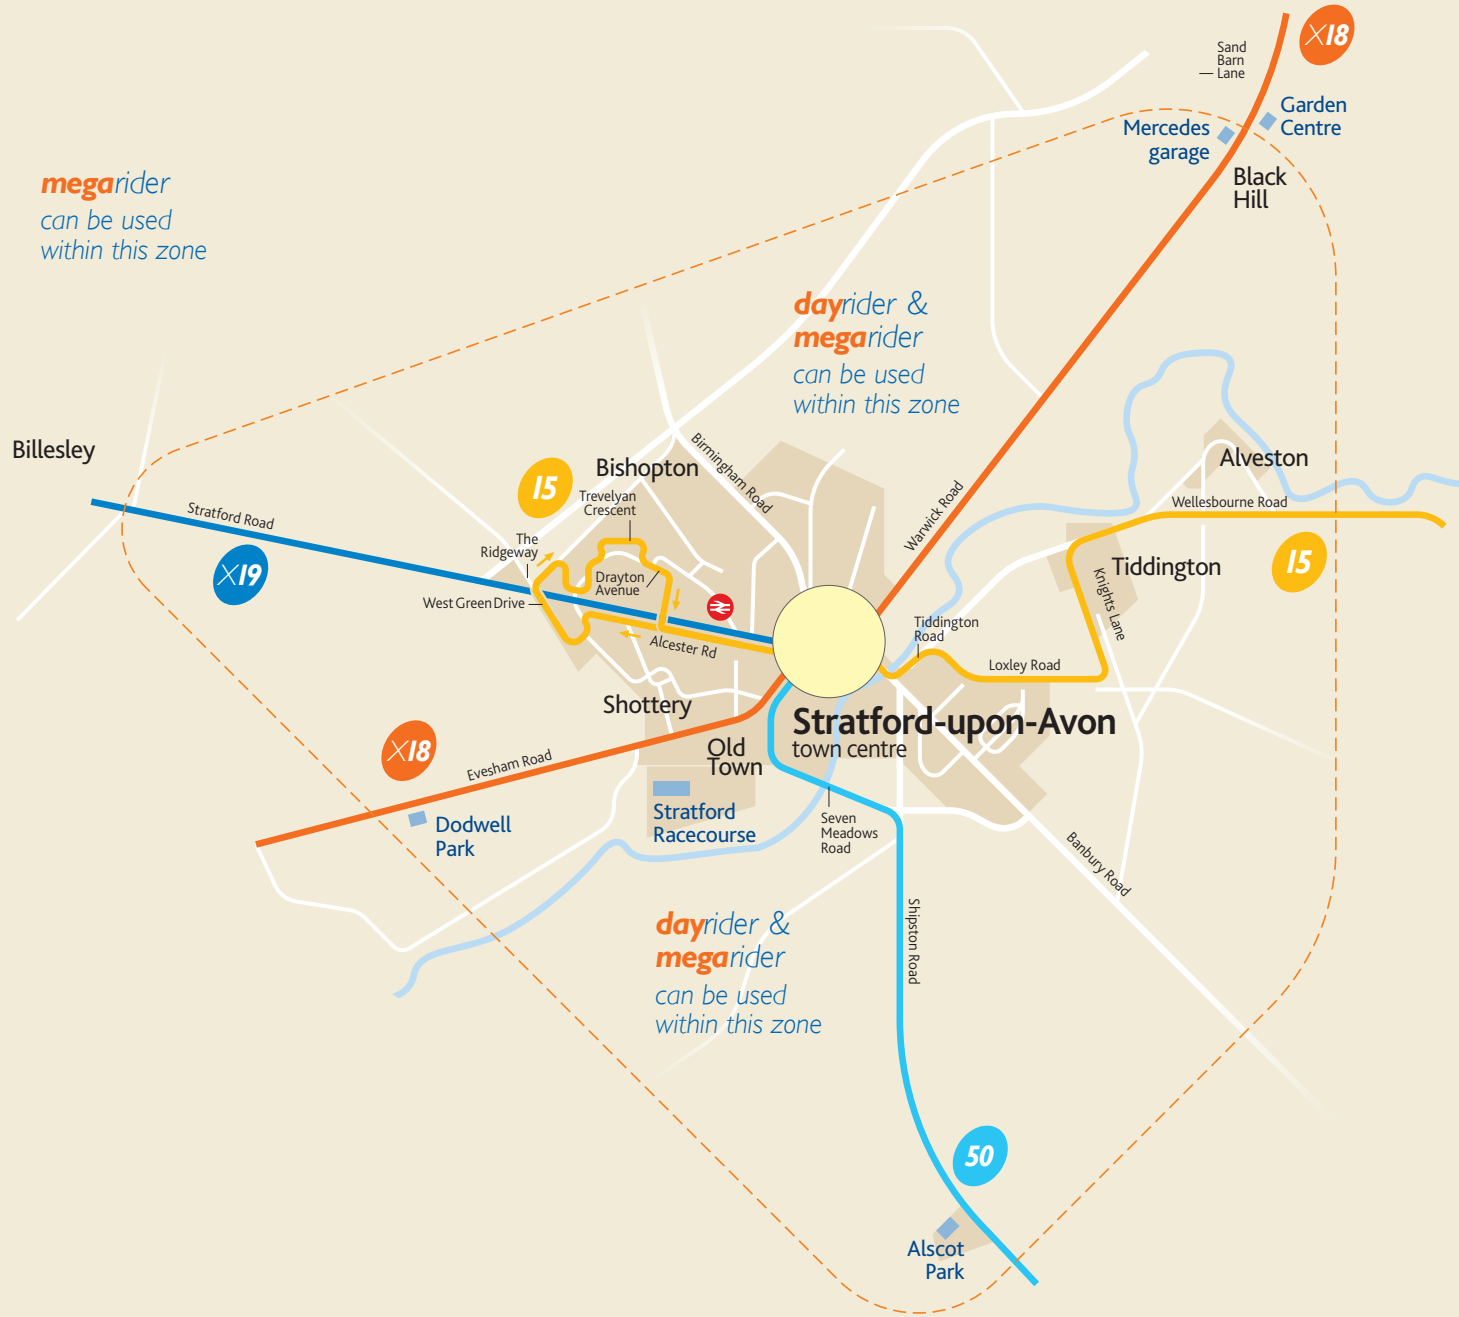 X18
Sand
Barn
Lane
Garden
Centre
Mercedes
garage
Black
Hill
megarider
can be used
within this zone
dayrider &
megarider
can be used
within this zone
Billesley
Stratford Road
X19
15
Bishopton
Trevelyan
Crescent
The
Ridgeway
Drayton
Avenue
West Green Drive
Alcester Rd
Birmingham Road
Warwick Road
Alveston
Wellesbourne Road
15
Tiddington
Knights Lane
Tiddington
Road
Loxley Road
Shottery
Stratford-upon-Avon
town centre
Old
Town
X18
Evesham Road
Dodwell
Park
Stratford
Racecourse
Seven
Meadows
Road
Banbury Road
Shipston Road
dayrider &
megarider
can be used
within this zone
50
Alscot
Park